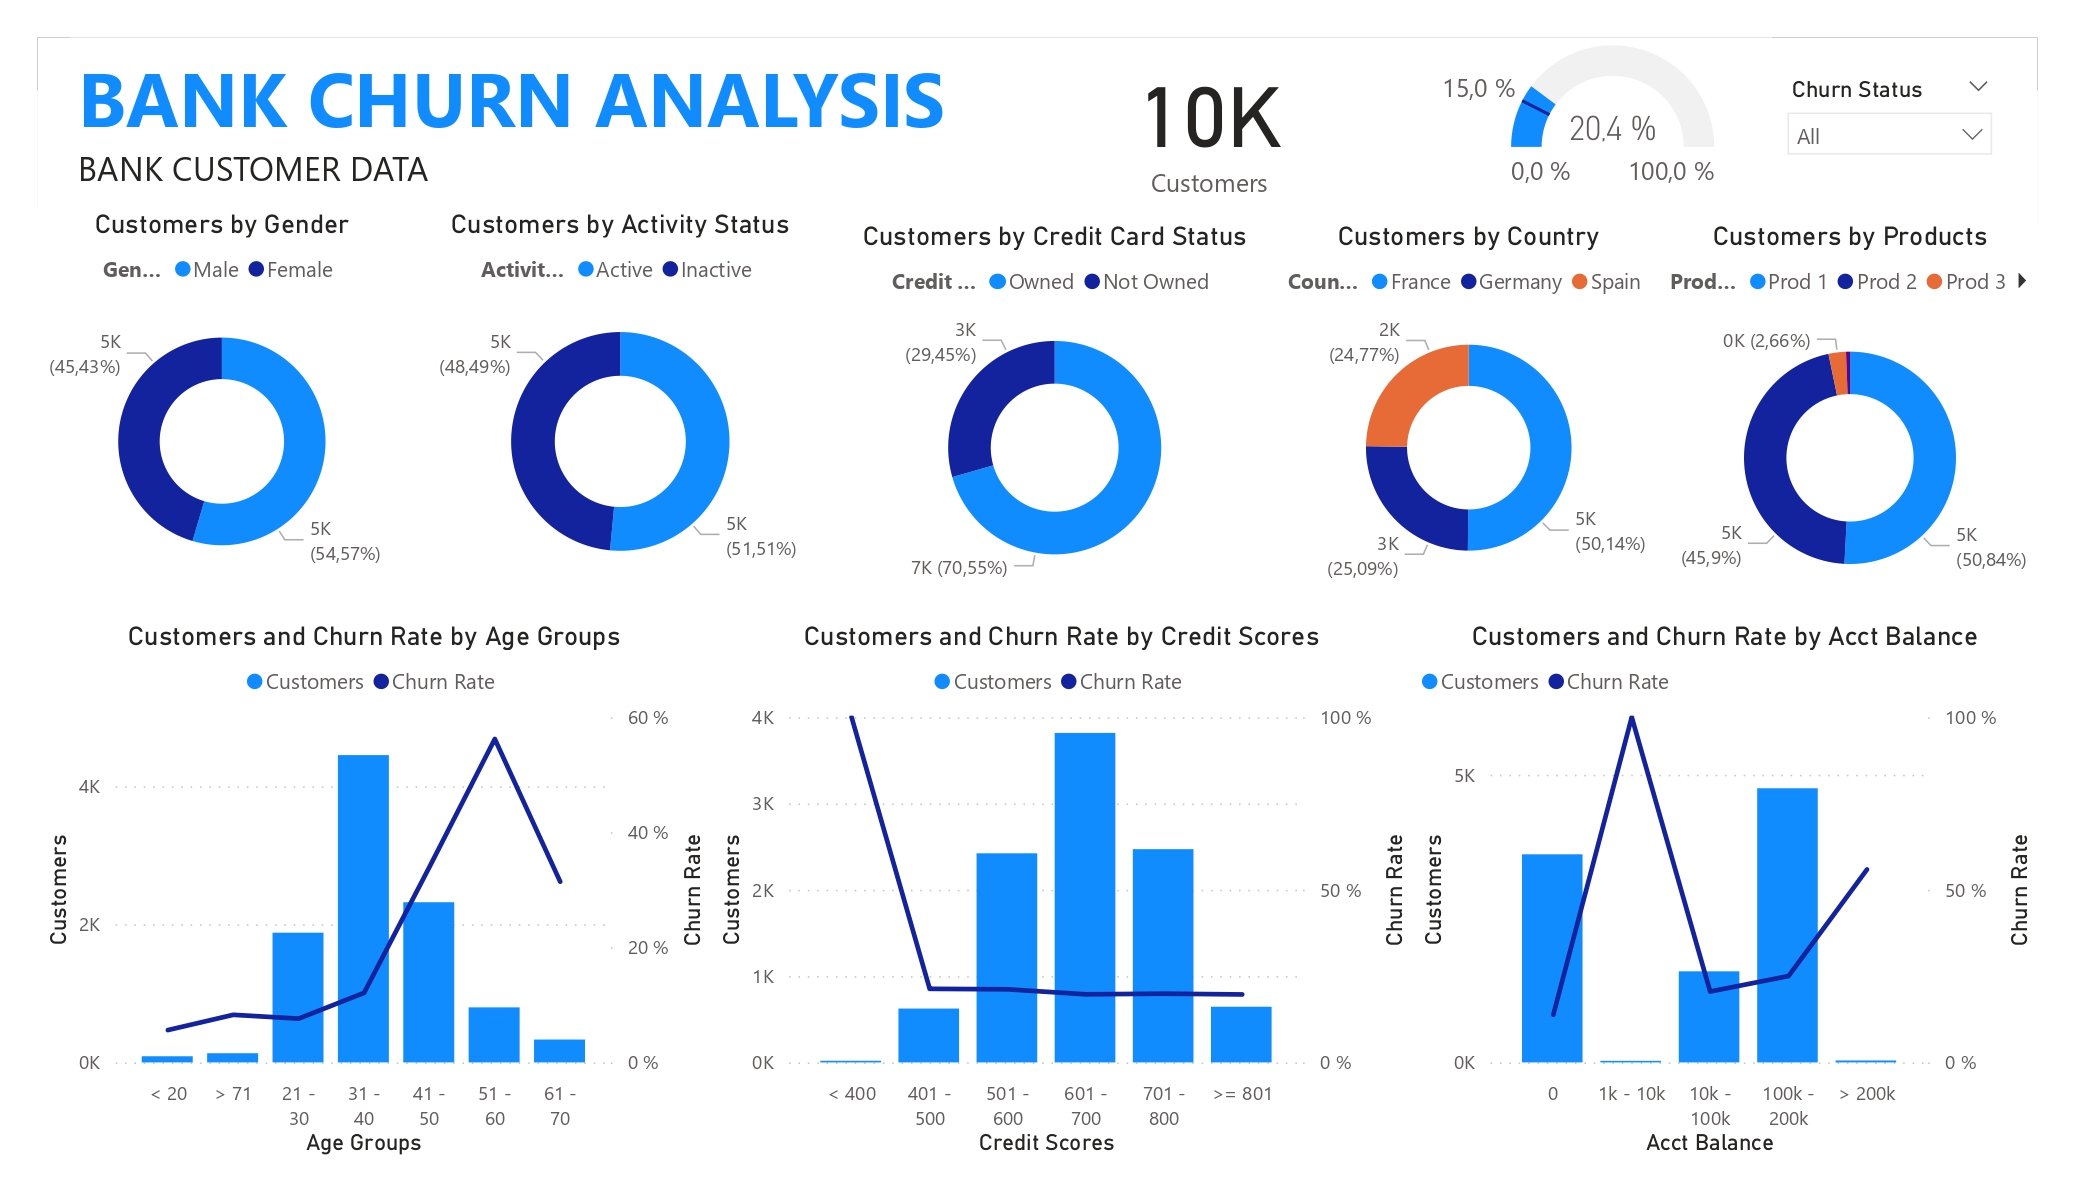 BANK CHURN ANALYSIS
BANK CUSTOMER DATA
10K
Customers
15,0 %
20,4 %
0,0 % 100,0 %
Churn Status
All
Customers by Gender
Gen... Male Female
5K
(45,43%)
5K
(54,57%)
Customers by Activity Status
Activit... Active Inactive
5K
(48,49%)
5K
(51,51%)
Customers by Credit Card Status
Credit ... Owned Not Owned
3K
(29,45%)
7K (70,55%)
Customers by Country
Coun... France Germany Spain
2K
(24,77%)
3K
(25,09%)
5K
(50,14%)
Customers by Products
Prod... Prod 1 Prod 2 Prod 3
0K (2,66%)
5K
(45,9%)
5K
(50,84%)
Customers and Churn Rate by Age Groups
Customers Churn Rate
60 %
4K
40 %
2K
20 %
0K
0 %
Customers
Churn Rate
< 20 > 71 21 - 31 - 41 - 51 - 61 -
30 40 50 60 70
Age Groups
Customers and Churn Rate by Credit Scores
Customers Churn Rate
4K 100 %
3K
2K 50 %
1K
0K 0 %
Customers
Churn Rate
< 400 401 - 501 - 601 - 701 - >= 801
500 600 700 800
Credit Scores
Customers and Churn Rate by Acct Balance
Customers Churn Rate
100 %
5K
50 %
0K 0 %
Customers
Churn Rate
0 1k - 10k 10k - 100k - > 200k
100k 200k
Acct Balance